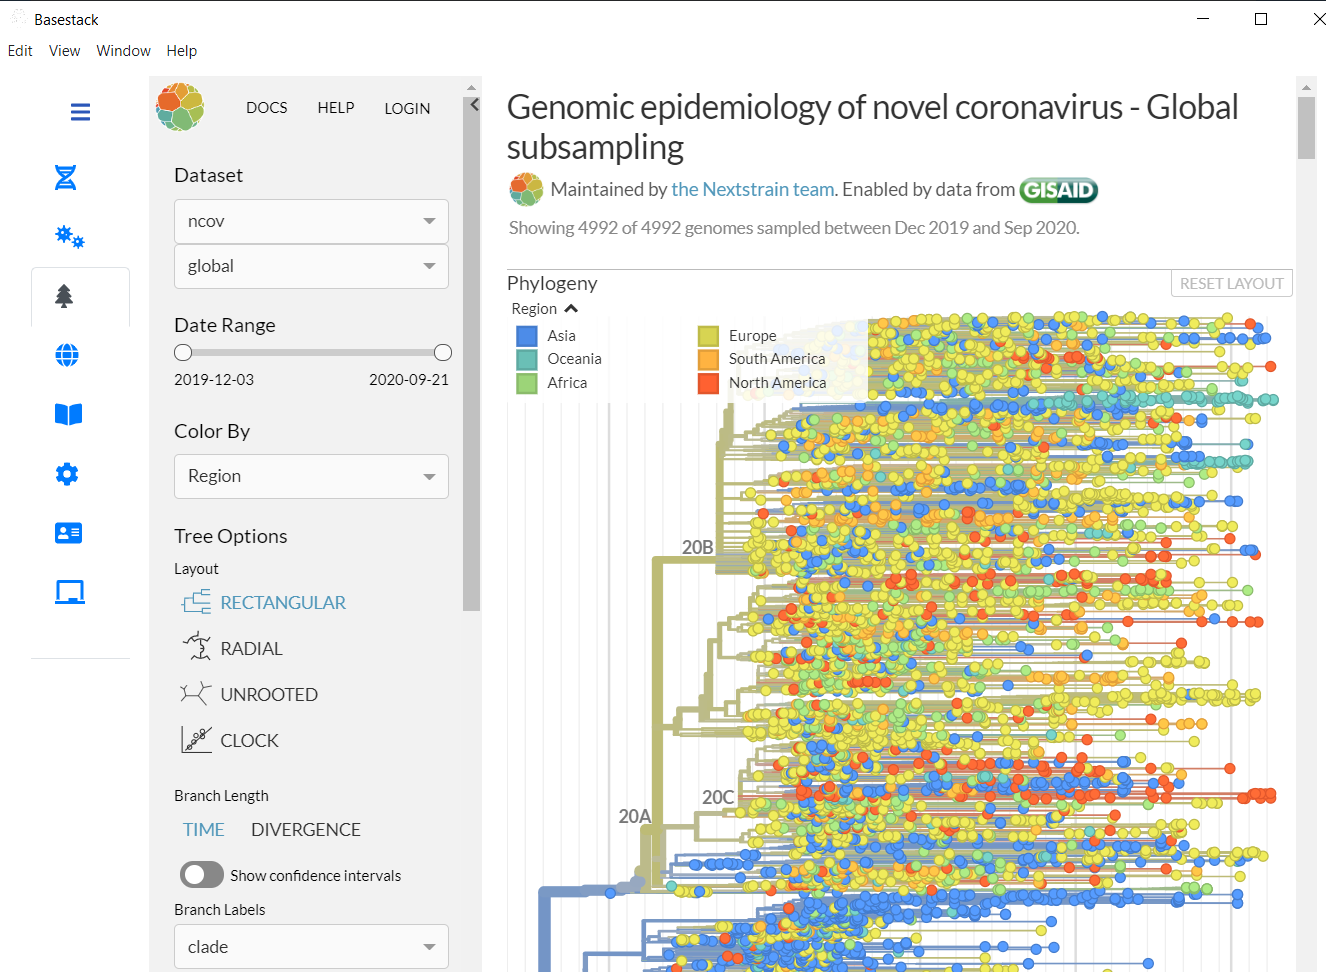 Basestack
Edit View Window Help
DOCS HELP LOGIN
Dataset
ncov
global
Date Range
2019-12-03 2020-09-21
Color By
Region
Tree Options
Layout
RECTANGULAR
RADIAL
UNROOTED
CLOCK
Branch Length
TIME DIVERGENCE
Show confidence intervals
Branch Labels
clade
Genomic epidemiology of novel coronavirus - Global
subsampling
Maintained by the Nextstrain team. Enabled by data from GISAID
Showing 4992 of 4992 genomes sampled between Dec 2019 and Sep 2020.
Phylogeny
RESET LAYOUT
Region
Asia Europe
Oceania South America
Africa North America
20B
20C
20A